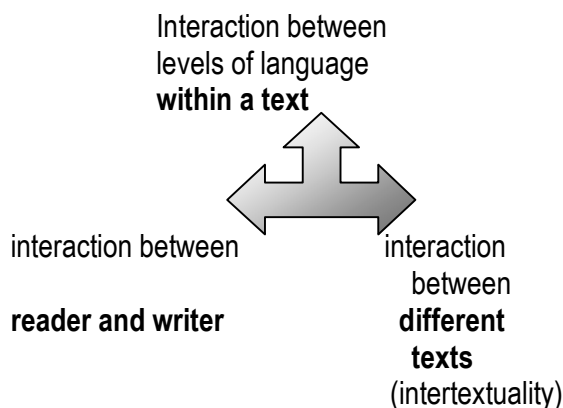 Interaction between
levels of language
within a text
interaction between
reader and writer
interaction
between
different
texts
(intertextuality)